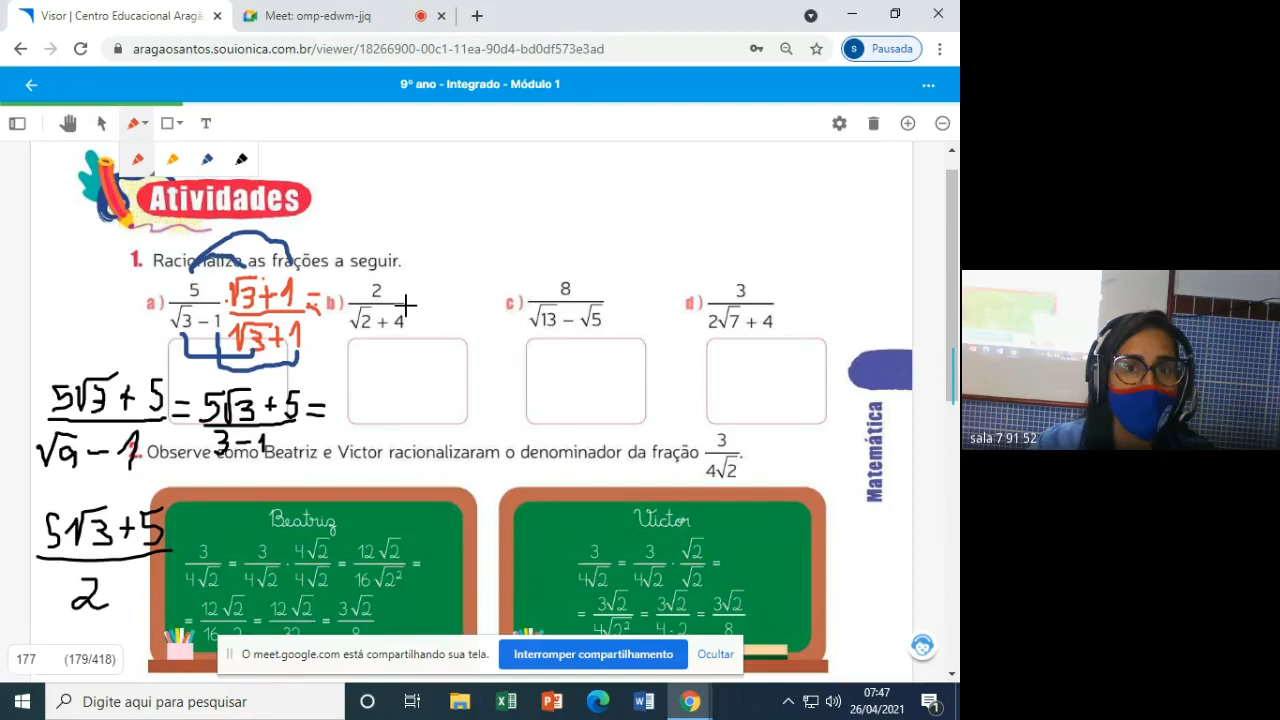 Visor | Centro Educacional Aragã
Meet: omp-edwm-jjq
aragaosantos.souionica.com.br/viewer/18266900-00c1-11ea-90d4-bd0df573e3ad
S Pausada
9º ano - Integrado - Módulo 1
T
Atividades
1. Racionalize as frações a seguir.
a) 5/(√3 − 1) · (√3 + 1)/(√3 + 1) =
b) 2/(√2 + 4)
c) 8/(√13 − √5)
d) 3/(2√7 + 4)
(5√3 + 5)/(√9 − 1) = (5√3 + 5)/(3 − 1) =
(5√3 + 5)/2
2. Observe como Beatriz e Victor racionalizaram o denominador da fração 3/(4√2).
Matemática
Beatriz
3/(4√2) = 3/(4√2) · 4√2/(4√2) = 12√2/(16√2²) =
= 12√2/(16·2) = 12√2/32 = 3√2/8
Victor
3/(4√2) = 3/(4√2) · √2/√2 =
= 3√2/(4√2²) = 3√2/(4 · 2) = 3√2/8
sala 7 91 52
177 (179/418)
O meet.google.com está compartilhando sua tela.
Interromper compartilhamento
Ocultar
Digite aqui para pesquisar
07:47
26/04/2021
1